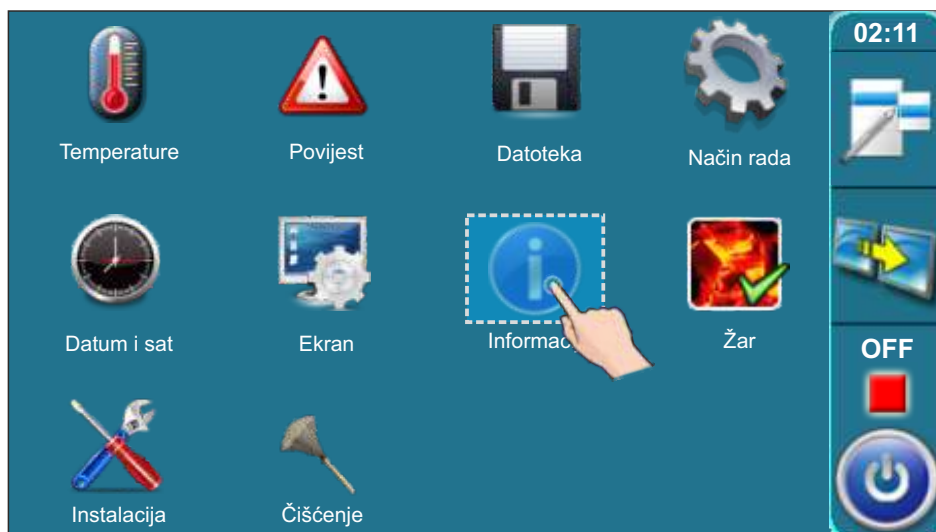 02:11
Temperature
Povijest
Datoteka
Način rada
Datum i sat
Ekran
Žar
OFF
Instalacija
Čišćenje